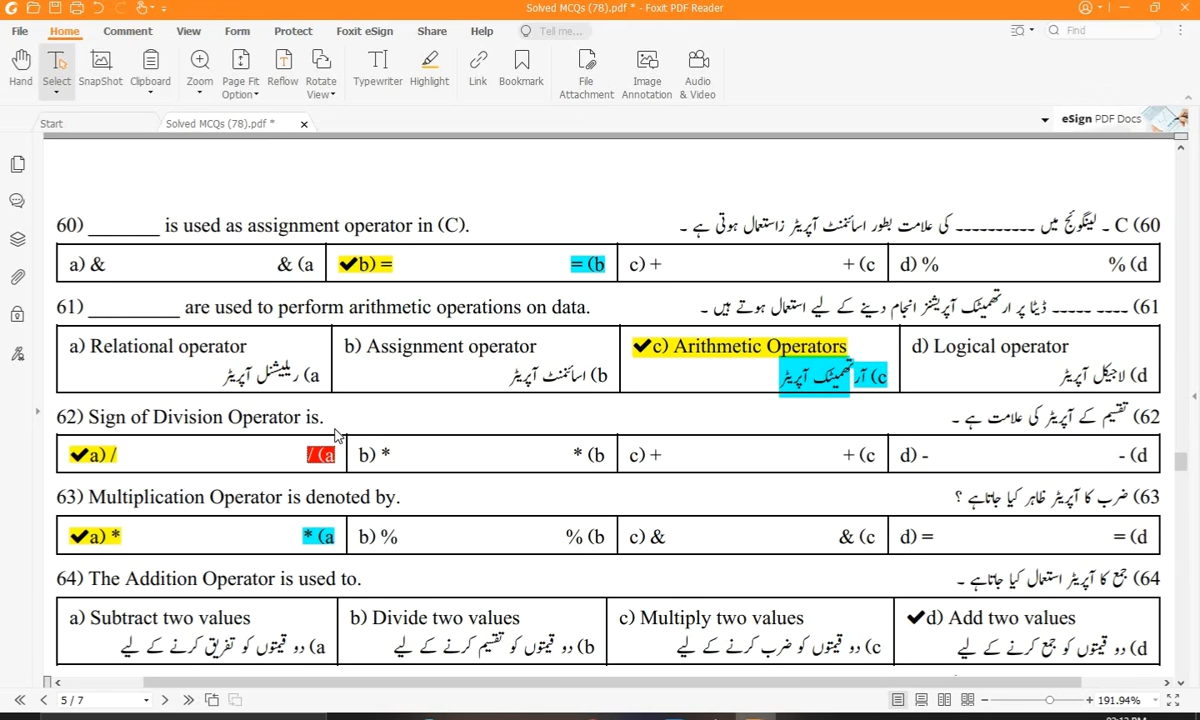 Solved MCQs (78).pdf * - Foxit PDF Reader
File Home Comment View Form Protect Foxit eSign Share Help Tell me... Find
Hand Select SnapShot Clipboard Zoom Page Fit Option Reflow Rotate View Typewriter Highlight Link Bookmark File Attachment Image Annotation Audio & Video
Start Solved MCQs (78).pdf * eSign PDF Docs
60) ________ is used as assignment operator in (C). 60) C ۔ لینگوئج میں ---------- کی علامت بطور اسائنمنٹ آپریٹر زاستعمال ہوتی ہے ۔
a) & & (a ✔b) = = (b c) + + (c d) % % (d
61) __________ are used to perform arithmetic operations on data. 61) ---- ----- ڈیٹا پر ارتھمیٹک آپریشنز انجام دینے کے لیے استعمال ہوتے ہیں ۔
a) Relational operator b) Assignment operator ✔c) Arithmetic Operators d) Logical operator
a) ریلیشنل آپریٹر b) اسائنمنٹ آپریٹر c) آرتھمیٹک آپریٹر d) لاجیکل آپریٹر
62) Sign of Division Operator is. 62) تقسیم کے آپریٹر کی علامت ہے ۔
✔a) / / (a b) * * (b c) + + (c d) - - (d
63) Multiplication Operator is denoted by. 63) ضرب کا آپریٹر ظاہر کیا جاتاہے ؟
✔a) * * (a b) % % (b c) & & (c d) = = (d
64) The Addition Operator is used to. 64) جمع کا آپریٹر استعمال کیا جاتاہے ۔
a) Subtract two values b) Divide two values c) Multiply two values ✔d) Add two values
a) دو قیمتوں کو تفریق کرنے کے لیے b) دو قیمتوں کو تقسیم کرنے کے لیے c) دو قیمتوں کو ضرب کرنے کے لیے d) دو قیمتوں کو جمع کرنے کے لیے
5 / 7 191.94%